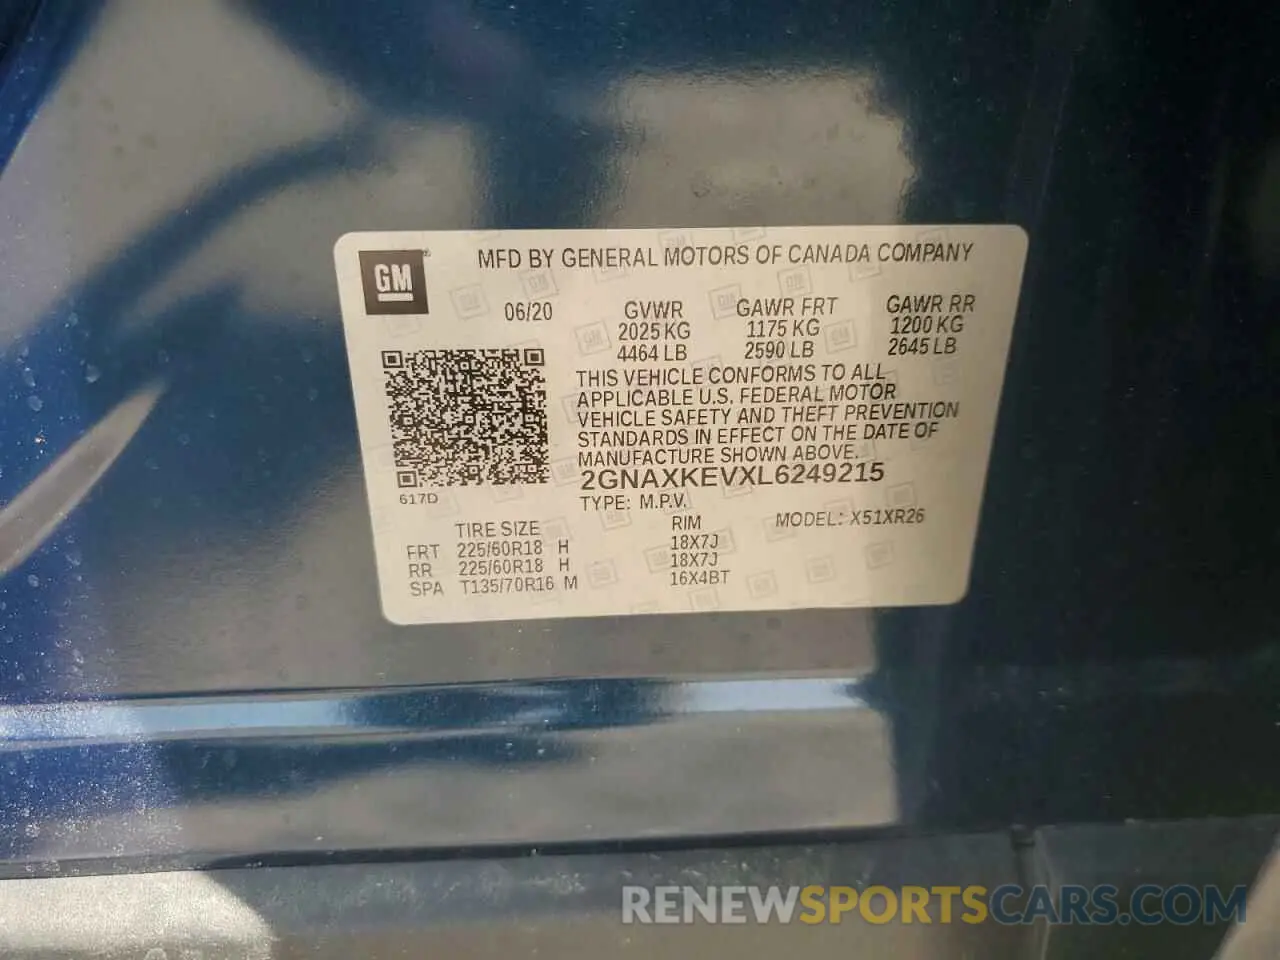 GM
MFD BY GENERAL MOTORS OF CANADA COMPANY
06/20 GVWR GAWR FRT GAWR RR
2025 KG 1175 KG 1200 KG
4464 LB 2590 LB 2645 LB
THIS VEHICLE CONFORMS TO ALL
APPLICABLE U.S. FEDERAL MOTOR
VEHICLE SAFETY AND THEFT PREVENTION
STANDARDS IN EFFECT ON THE DATE OF
MANUFACTURE SHOWN ABOVE.
2GNAXKEVXL6249215
617D
TYPE: M.P.V.
TIRE SIZE RIM MODEL: X51XR26
FRT 225/60R18 H 18X7J
RR 225/60R18 H 18X7J
SPA T135/70R16 M 16X4BT
RENEWSPORTSCARS.COM